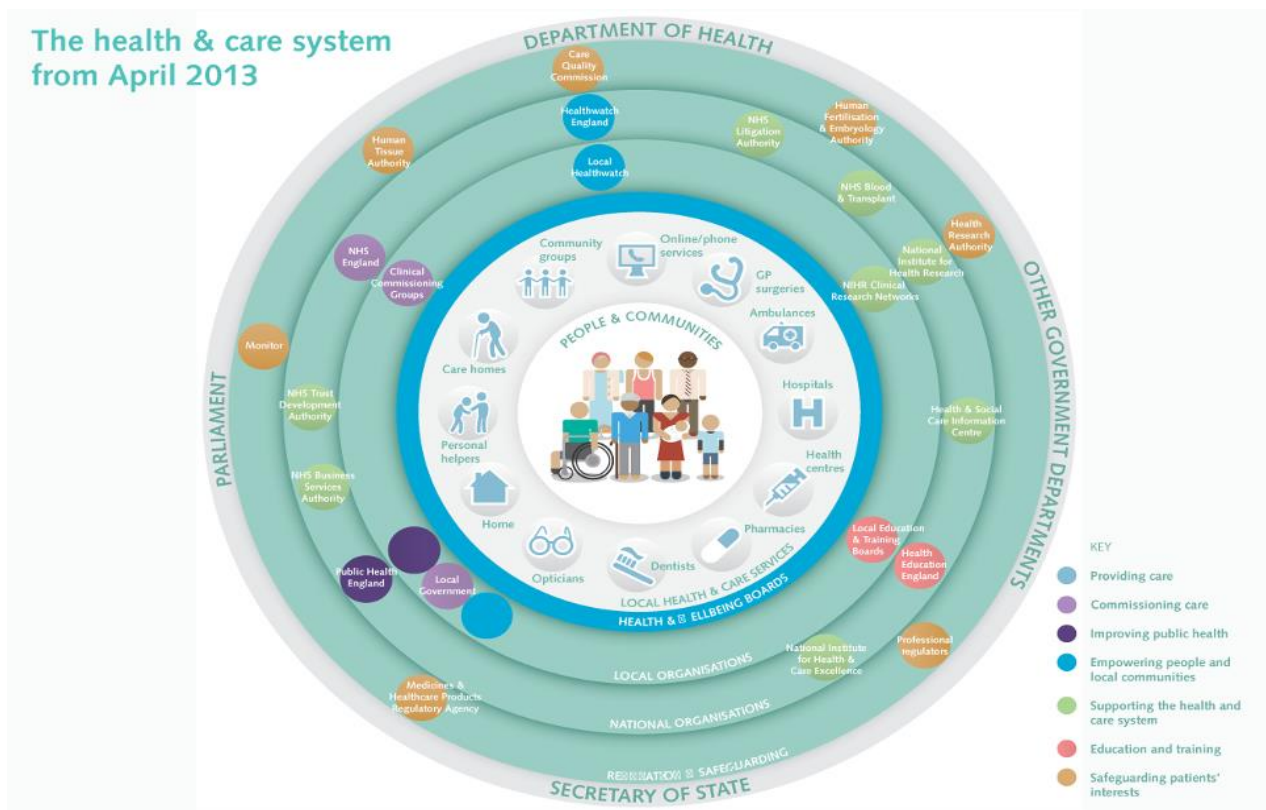 The health & care system
from April 2013
DEPARTMENT OF HEALTH
Care
Quality
Commission
Healthwatch
England
Local
Healthwatch
Human
Tissue
Authority
NHS
Litigation
Authority
Human
Fertilisation
& Embryology
Authority
NHS Blood
& Transplant
Health
Research
Authority
National
Institute for
Health Research
NIHR Clinical
Research Networks
NHS
England
Clinical
Commissioning
Groups
Monitor
NHS Trust
Development
Authority
NHS Business
Services
Authority
PARLIAMENT
OTHER GOVERNMENT DEPARTMENTS
Community
groups
Online/phone
services
GP
surgeries
Ambulances
Hospitals
H
Health
centres
Pharmacies
Dentists
Opticians
Home
Personal
helpers
Care homes
PEOPLE & COMMUNITIES
LOCAL HEALTH & CARE SERVICES
HEALTH & ELLBEING BOARDS
Health & Social
Care Information
Centre
Local Education
& Training
Boards
Health
Education
England
Public Health
England
Local
Government
National Institute
for Health &
Care Excellence
Professional
regulators
Medicines &
Healthcare Products
Regulatory Agency
LOCAL ORGANISATIONS
NATIONAL ORGANISATIONS
SAFEGUARDING
SECRETARY OF STATE
KEY
Providing care
Commissioning care
Improving public health
Empowering people and
local communities
Supporting the health and
care system
Education and training
Safeguarding patients'
interests